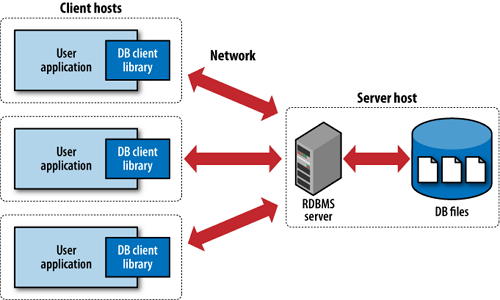 Client hosts
User
application
DB client
library
Network
User
application
DB client
library
User
application
DB client
library
Server host
RDBMS
server
DB files